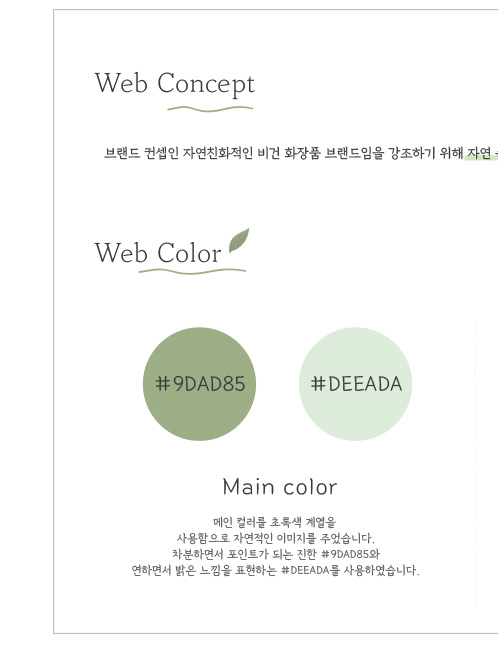 Web Concept
브랜드 컨셉인 자연친화적인 비건 화장품 브랜드임을 강조하기 위해 자연
Web Color
#9DAD85
#DEEADA
Main color
메인 컬러를 초록색 계열을
사용함으로 자연적인 이미지를 주었습니다.
차분하면서 포인트가 되는 진한 #9DAD85와
연하면서 밝은 느낌을 표현하는 #DEEADA를 사용하였습니다.